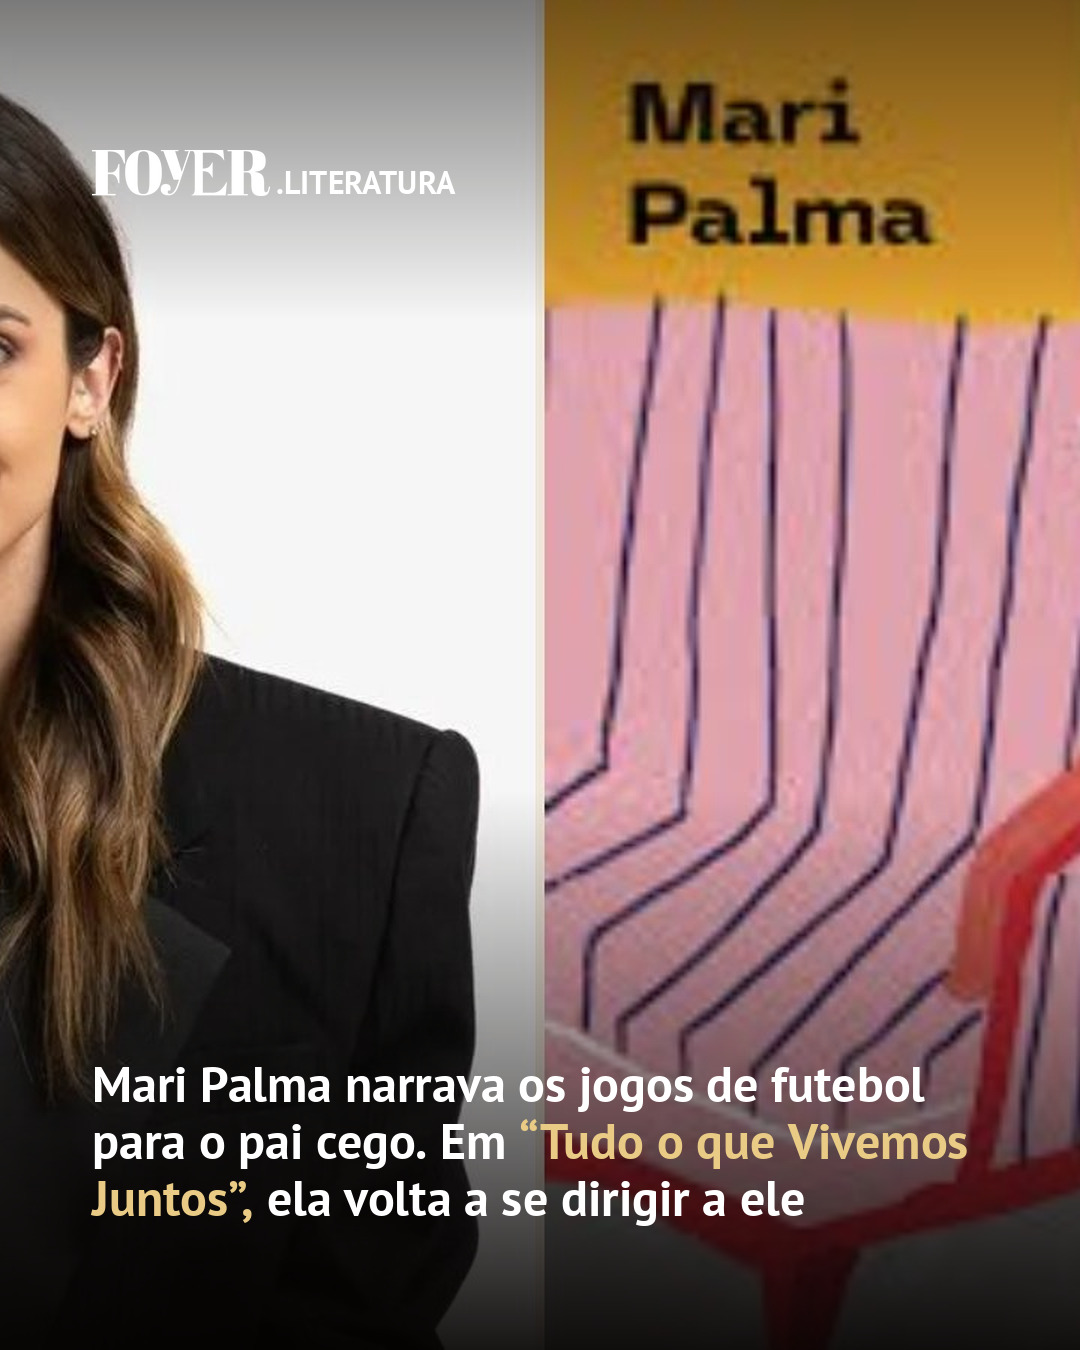 FOYER.LITERATURA
Mari
Palma
Mari Palma narrava os jogos de futebol
para o pai cego. Em “Tudo o que Vivemos
Juntos”, ela volta a se dirigir a ele